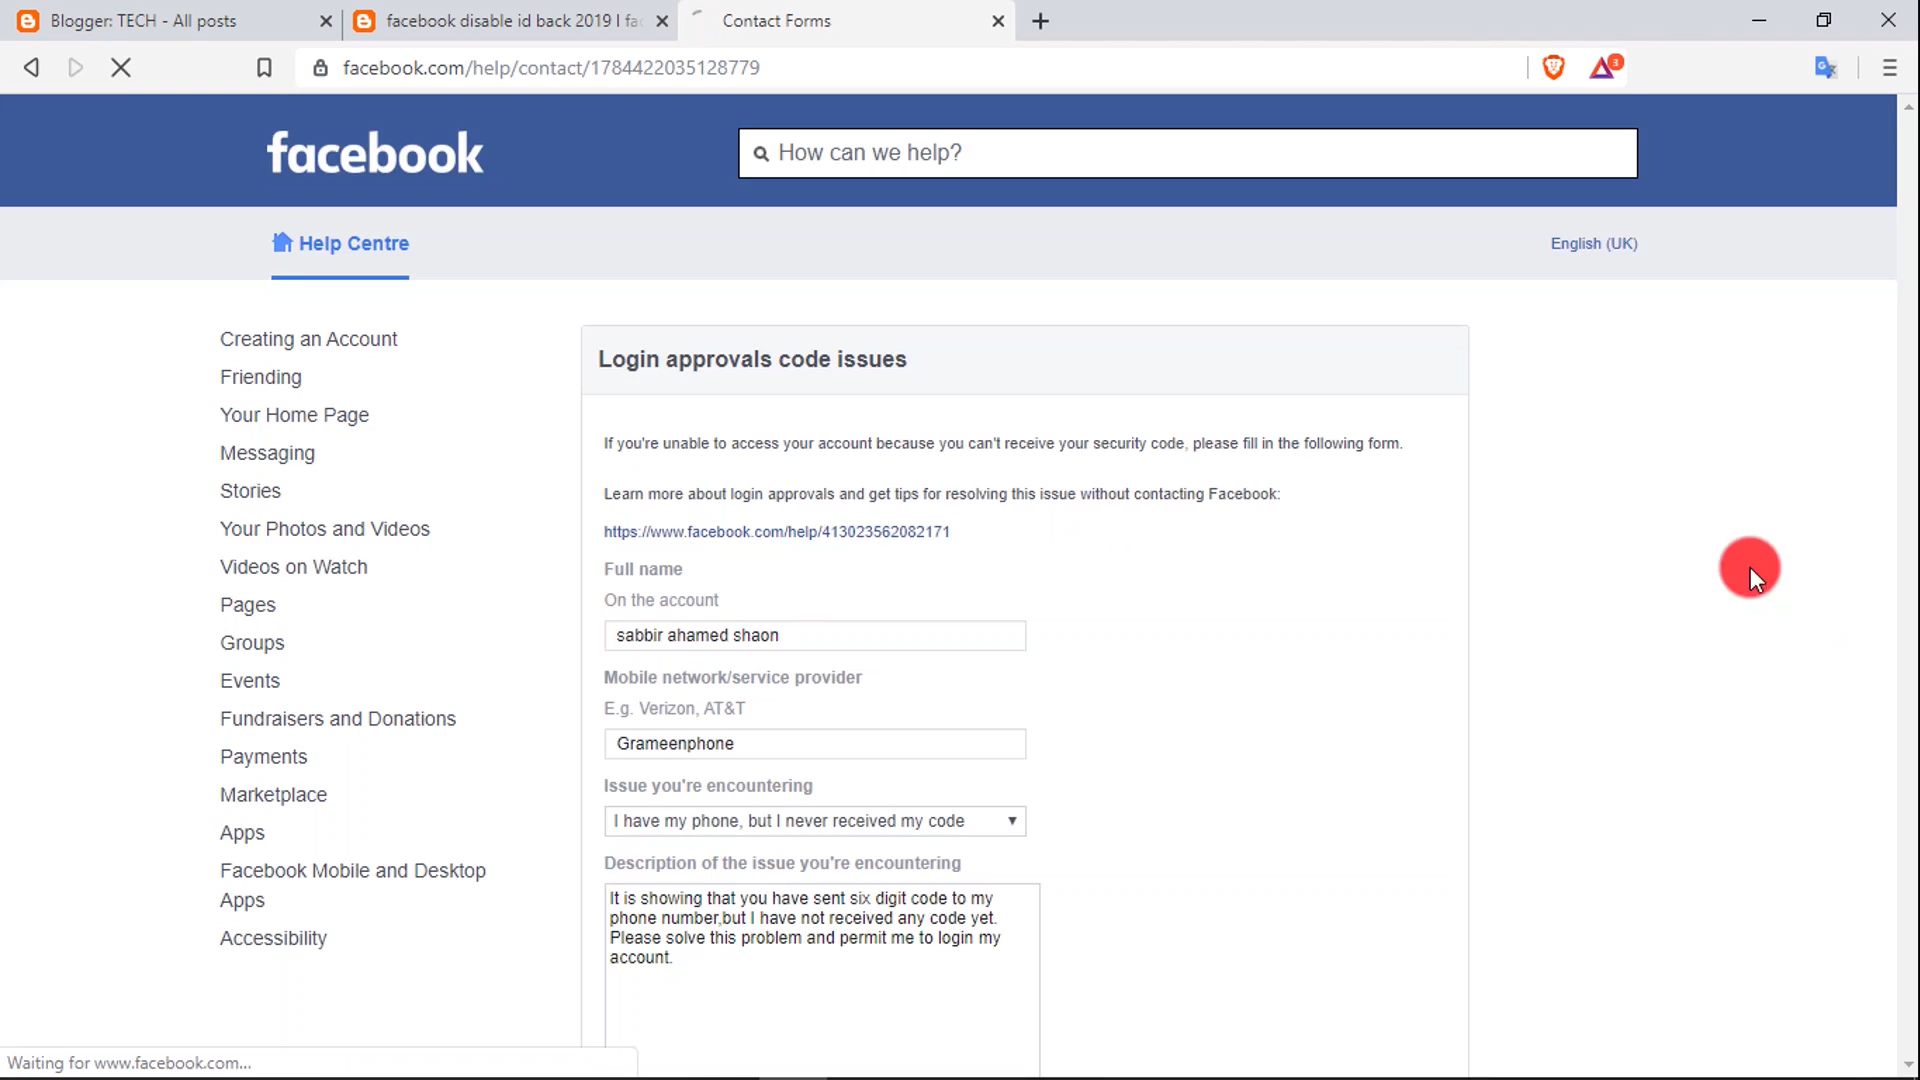 Blogger: TECH - All posts
facebook disable id back 2019 l fa
Contact Forms
facebook.com/help/contact/1784422035128779
3
facebook
How can we help?
Help Centre
English (UK)
Creating an Account
Friending
Your Home Page
Messaging
Stories
Your Photos and Videos
Videos on Watch
Pages
Groups
Events
Fundraisers and Donations
Payments
Marketplace
Apps
Facebook Mobile and Desktop
Apps
Accessibility
Login approvals code issues
If you're unable to access your account because you can't receive your security code, please fill in the following form.
Learn more about login approvals and get tips for resolving this issue without contacting Facebook:
https://www.facebook.com/help/413023562082171
Full name
On the account
sabbir ahamed shaon
Mobile network/service provider
E.g. Verizon, AT&T
Grameenphone
Issue you're encountering
I have my phone, but I never received my code
Description of the issue you're encountering
It is showing that you have sent six digit code to my
phone number,but I have not received any code yet.
Please solve this problem and permit me to login my
account.
Waiting for www.facebook.com...